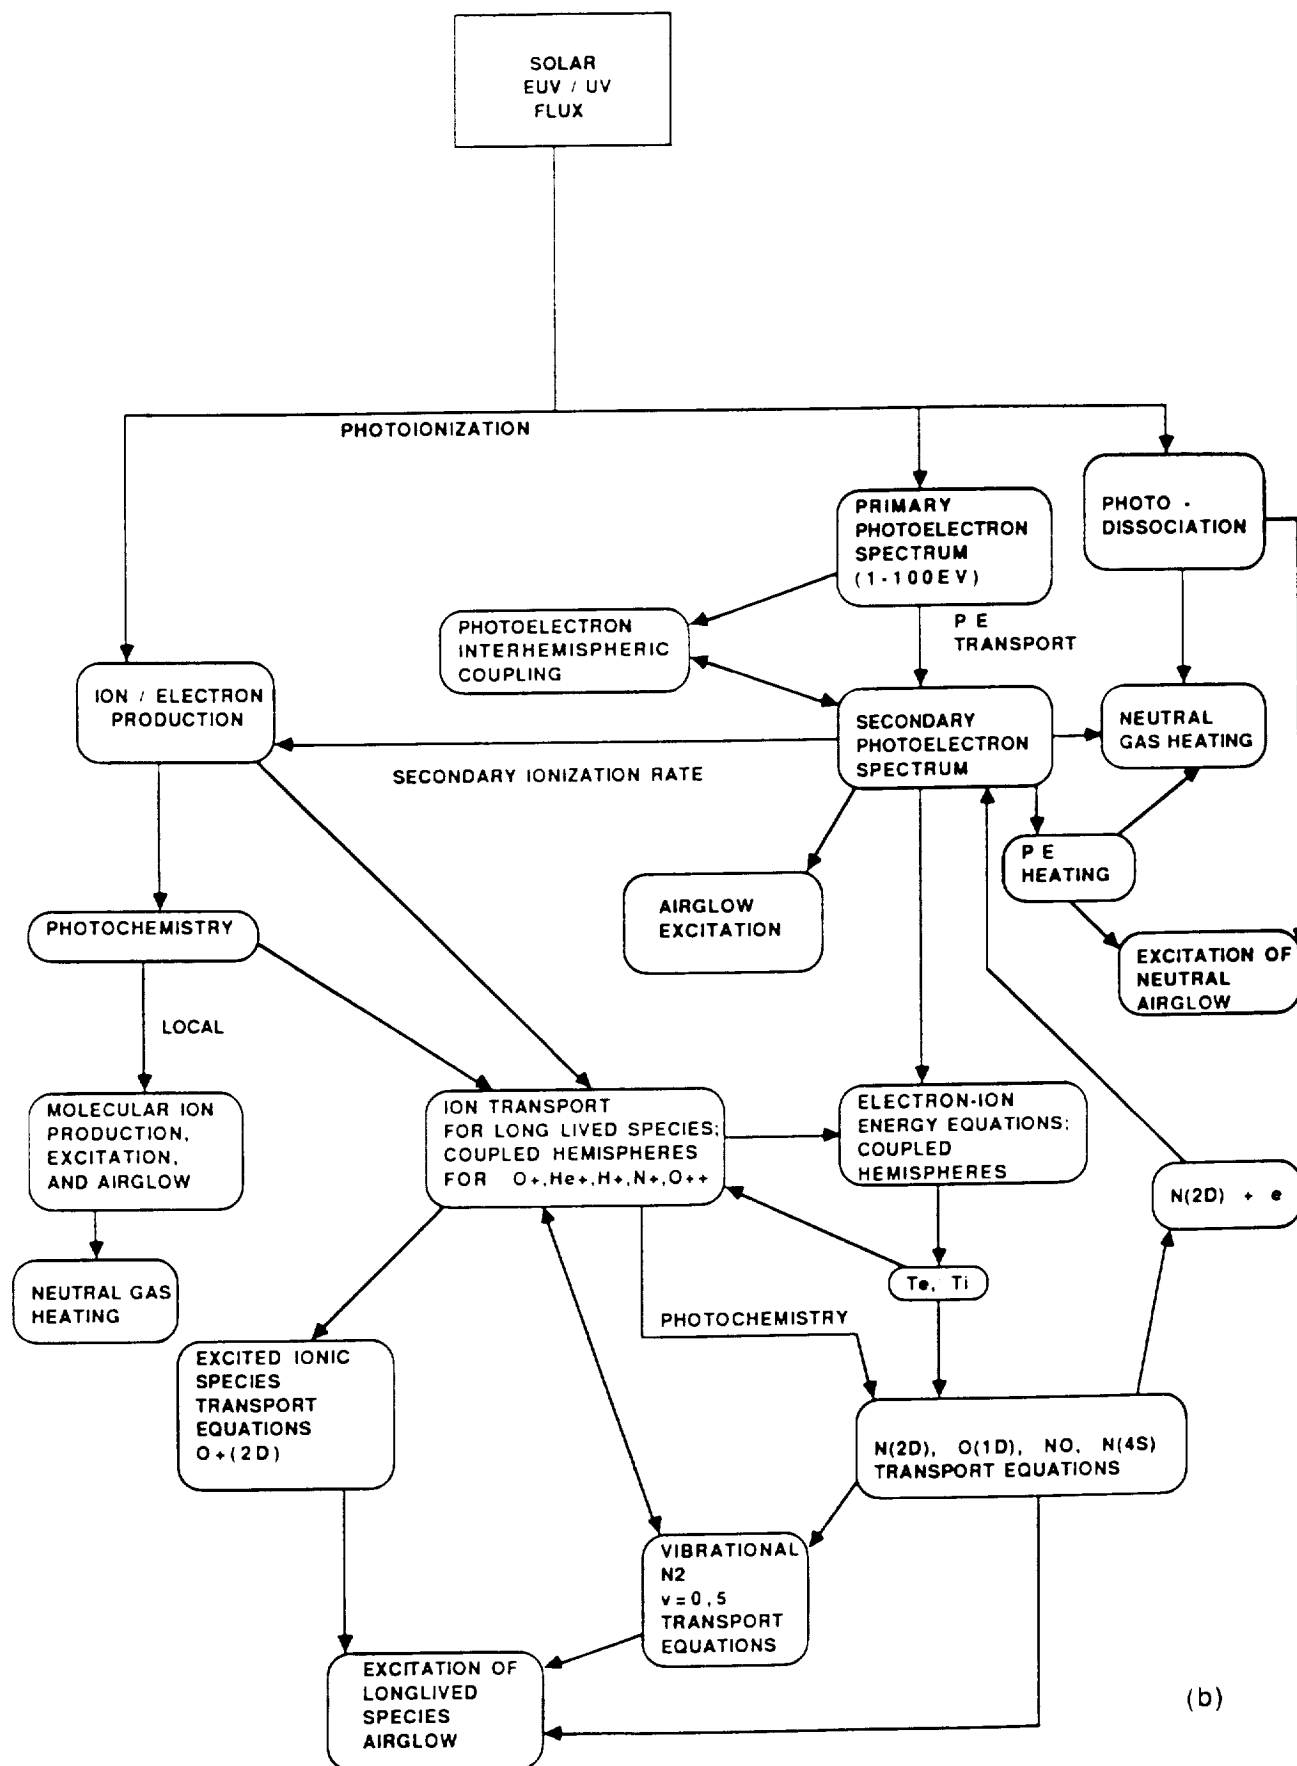 SOLAR
EUV / UV
FLUX
PHOTOIONIZATION
PRIMARY
PHOTOELECTRON
SPECTRUM
(1-100EV)
PHOTO -
DISSOCIATION
PHOTOELECTRON
INTERHEMISPHERIC
COUPLING
P E
TRANSPORT
ION / ELECTRON
PRODUCTION
SECONDARY
PHOTOELECTRON
SPECTRUM
NEUTRAL
GAS HEATING
SECONDARY IONIZATION RATE
P E
HEATING
AIRGLOW
EXCITATION
PHOTOCHEMISTRY
EXCITATION OF
NEUTRAL
AIRGLOW
LOCAL
MOLECULAR ION
PRODUCTION,
EXCITATION,
AND AIRGLOW
ION TRANSPORT
FOR LONG LIVED SPECIES;
COUPLED HEMISPHERES
FOR O+,He+,H+,N+,O++
ELECTRON-ION
ENERGY EQUATIONS;
COUPLED
HEMISPHERES
N(2D) + e
NEUTRAL GAS
HEATING
Te, Ti
PHOTOCHEMISTRY
EXCITED IONIC
SPECIES
TRANSPORT
EQUATIONS
O+(2D)
N(2D), O(1D), NO, N(4S)
TRANSPORT EQUATIONS
VIBRATIONAL
N2
v=0,5
TRANSPORT
EQUATIONS
EXCITATION OF
LONGLIVED
SPECIES
AIRGLOW
(b)